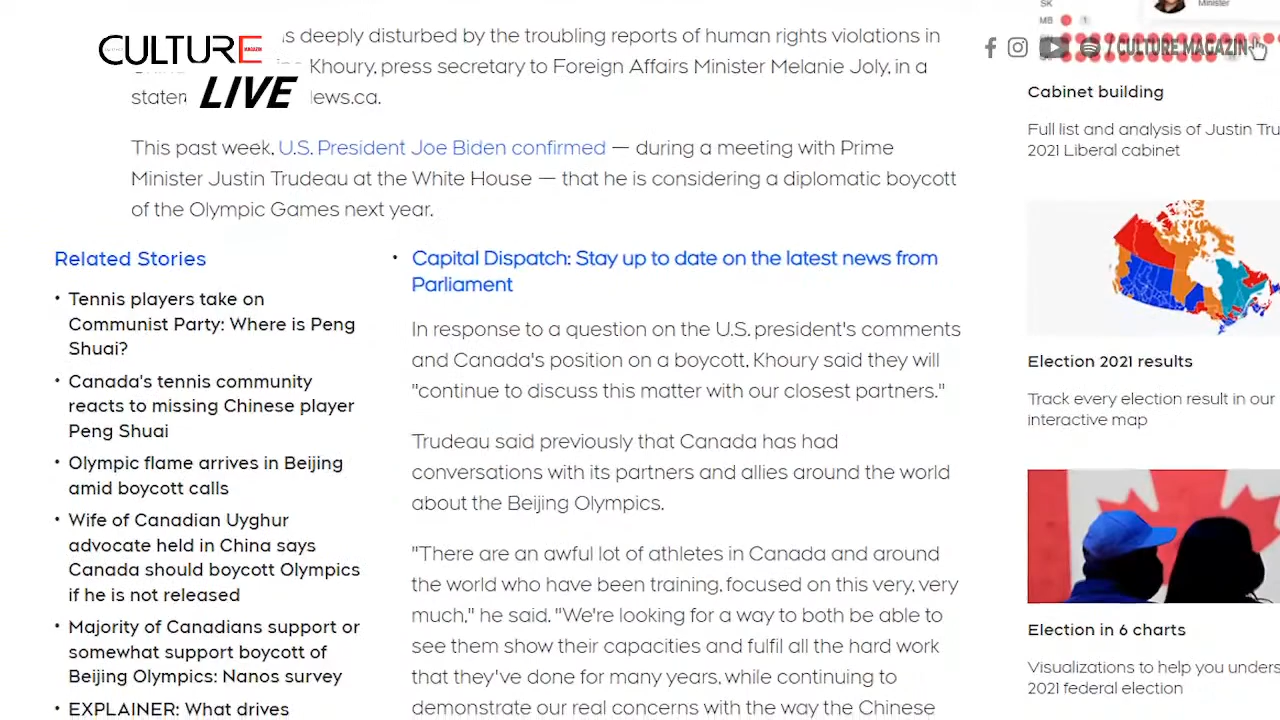 CULTURE
MAGAZIN
LIVE
s deeply disturbed by the troubling reports of human rights violations in
Khoury, press secretary to Foreign Affairs Minister Melanie Joly, in a
staten
ews.ca.
/ CULTURE MAGAZIN
This past week, U.S. President Joe Biden confirmed — during a meeting with Prime
Minister Justin Trudeau at the White House — that he is considering a diplomatic boycott
of the Olympic Games next year.
Related Stories
• Tennis players take on
Communist Party: Where is Peng
Shuai?
• Canada's tennis community
reacts to missing Chinese player
Peng Shuai
• Olympic flame arrives in Beijing
amid boycott calls
• Wife of Canadian Uyghur
advocate held in China says
Canada should boycott Olympics
if he is not released
• Majority of Canadians support or
somewhat support boycott of
Beijing Olympics: Nanos survey
• EXPLAINER: What drives
• Capital Dispatch: Stay up to date on the latest news from
Parliament
In response to a question on the U.S. president's comments
and Canada's position on a boycott, Khoury said they will
"continue to discuss this matter with our closest partners."
Trudeau said previously that Canada has had
conversations with its partners and allies around the world
about the Beijing Olympics.
"There are an awful lot of athletes in Canada and around
the world who have been training, focused on this very, very
much," he said. "We're looking for a way to both be able to
see them show their capacities and fulfil all the hard work
that they've done for many years, while continuing to
demonstrate our real concerns with the way the Chinese
SK
MB 1
Minister
Cabinet building
Full list and analysis of Justin Tru
2021 Liberal cabinet
Election 2021 results
Track every election result in our
interactive map
Election in 6 charts
Visualizations to help you unders
2021 federal election